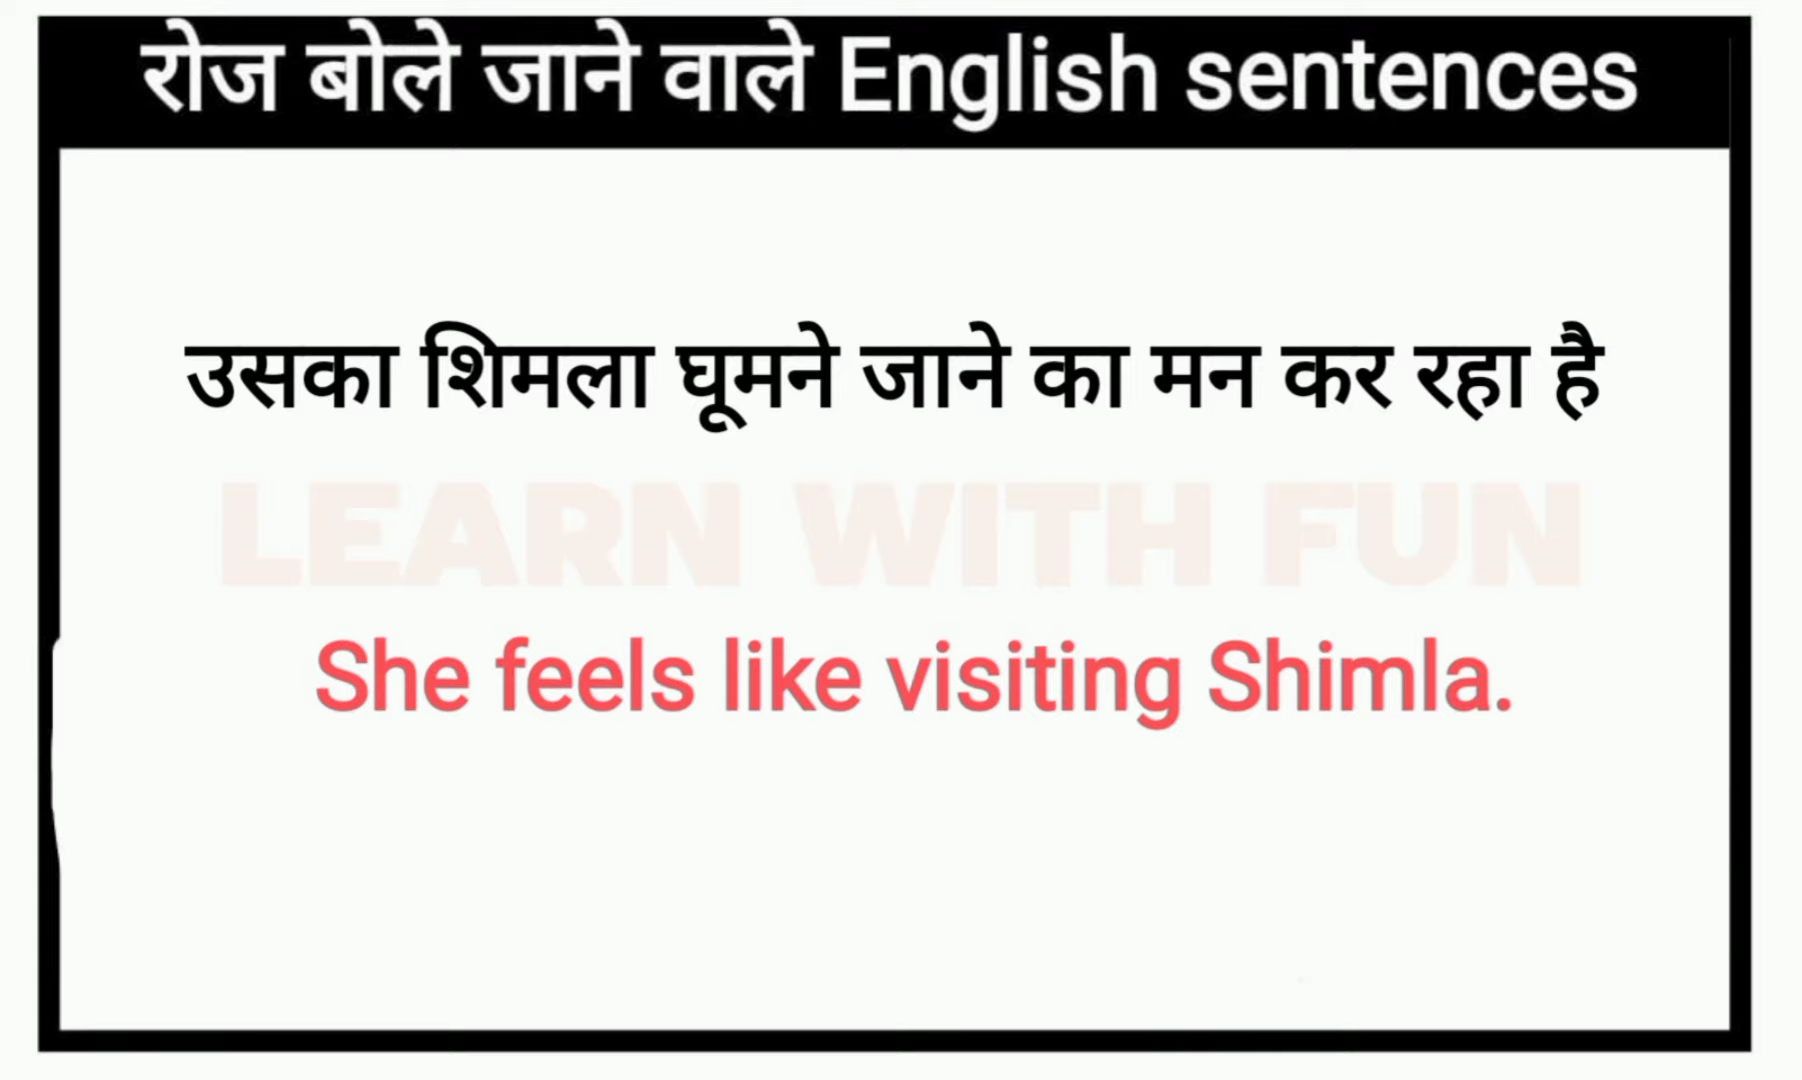 रोज बोले जाने वाले English sentences
उसका शिमला घूमने जाने का मन कर रहा है
LEARN WITH FUN
She feels like visiting Shimla.